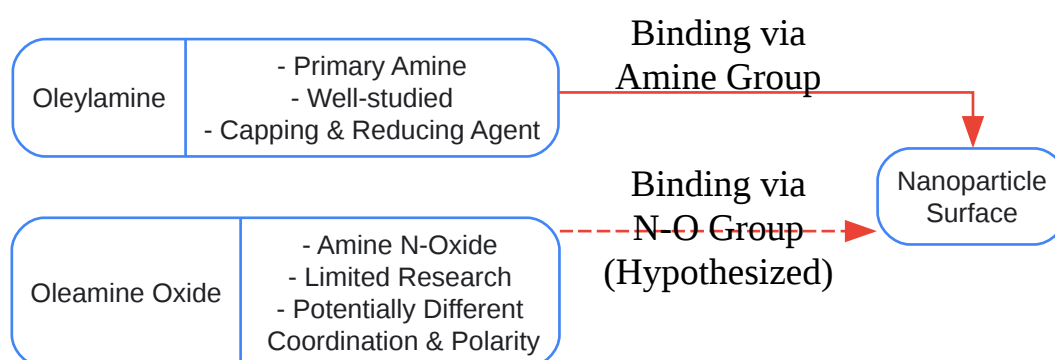 Oleylamine
- Primary Amine
- Well-studied
- Capping & Reducing Agent
Binding via
Amine Group
Nanoparticle
Surface
Oleamine Oxide
- Amine N-Oxide
- Limited Research
- Potentially Different
Coordination & Polarity
Binding via
N-O Group
(Hypothesized)